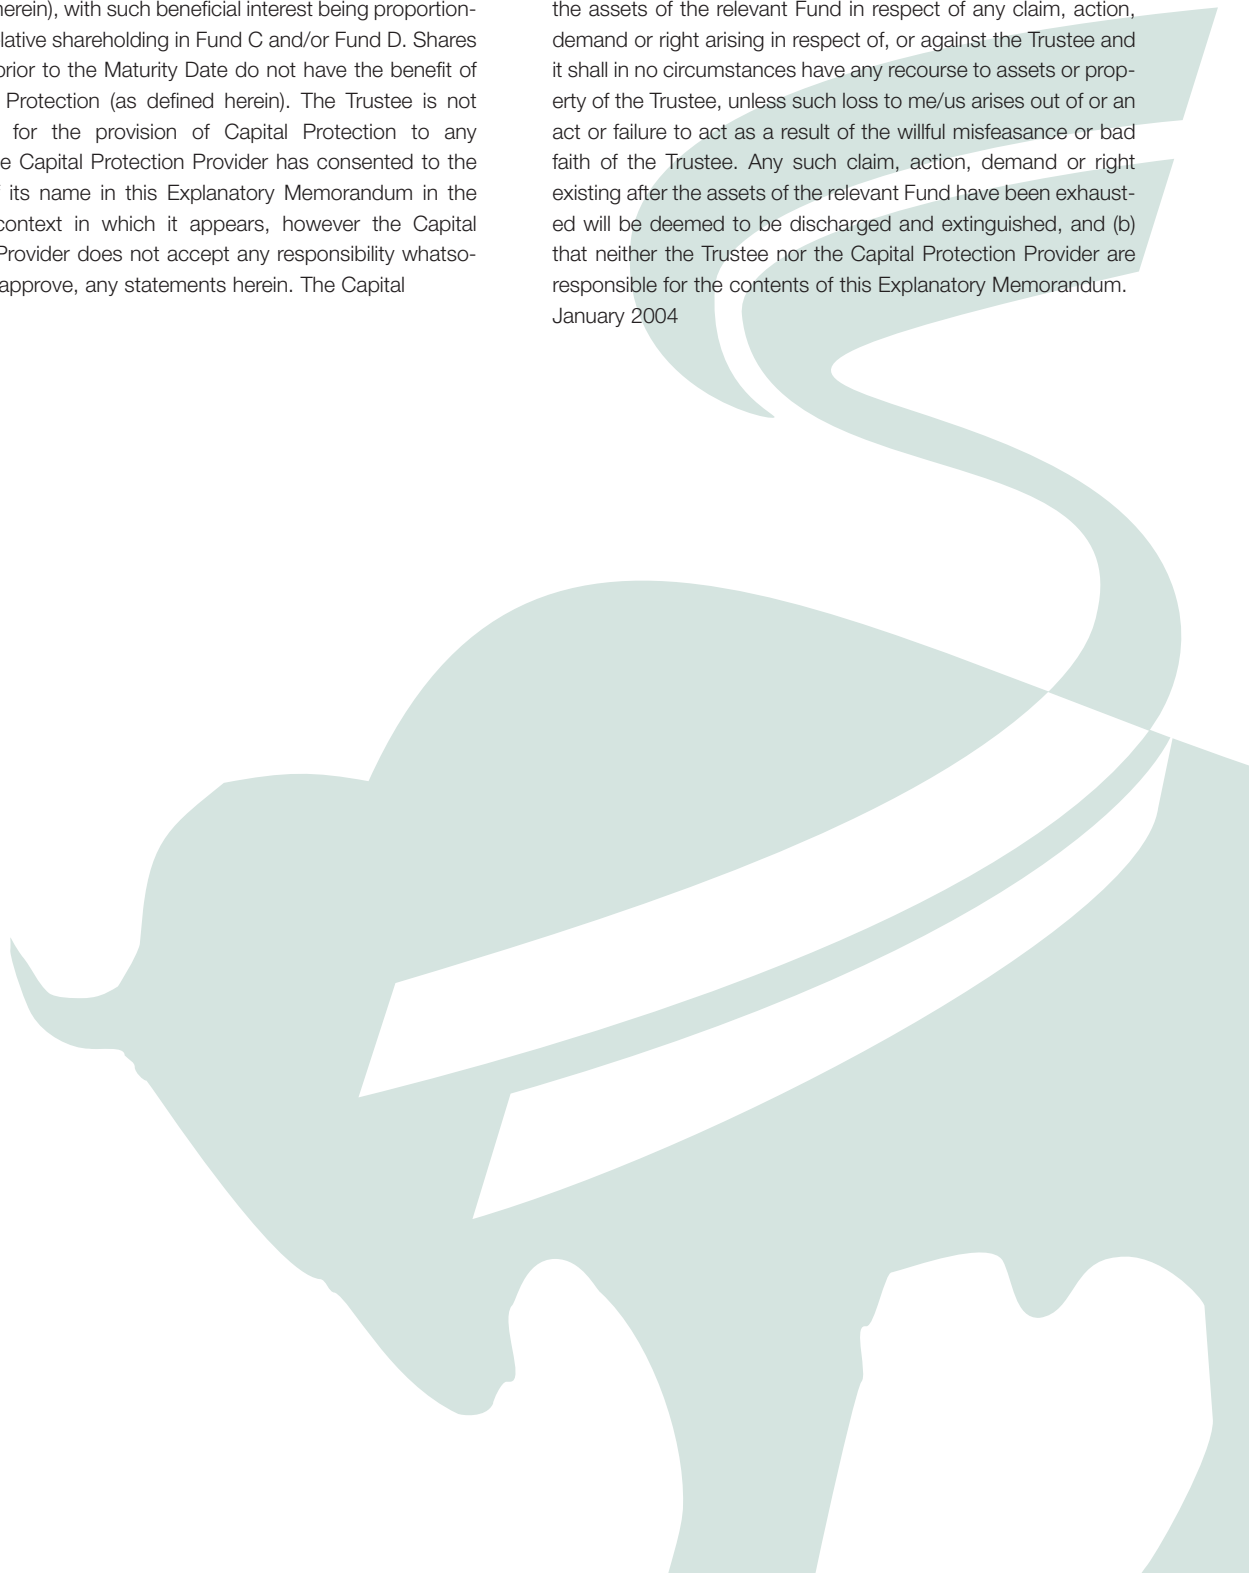 herein), with such beneficial interest being proportion-
lative shareholding in Fund C and/or Fund D. Shares
prior to the Maturity Date do not have the benefit of
Protection (as defined herein). The Trustee is not
for the provision of Capital Protection to any
e Capital Protection Provider has consented to the
its name in this Explanatory Memorandum in the
context in which it appears, however the Capital
Provider does not accept any responsibility whatso-
approve, any statements herein. The Capital
the assets of the relevant Fund in respect of any claim, action,
demand or right arising in respect of, or against the Trustee and
it shall in no circumstances have any recourse to assets or prop-
erty of the Trustee, unless such loss to me/us arises out of or an
act or failure to act as a result of the willful misfeasance or bad
faith of the Trustee. Any such claim, action, demand or right
existing after the assets of the relevant Fund have been exhaust-
ed will be deemed to be discharged and extinguished, and (b)
that neither the Trustee nor the Capital Protection Provider are
responsible for the contents of this Explanatory Memorandum.
January 2004